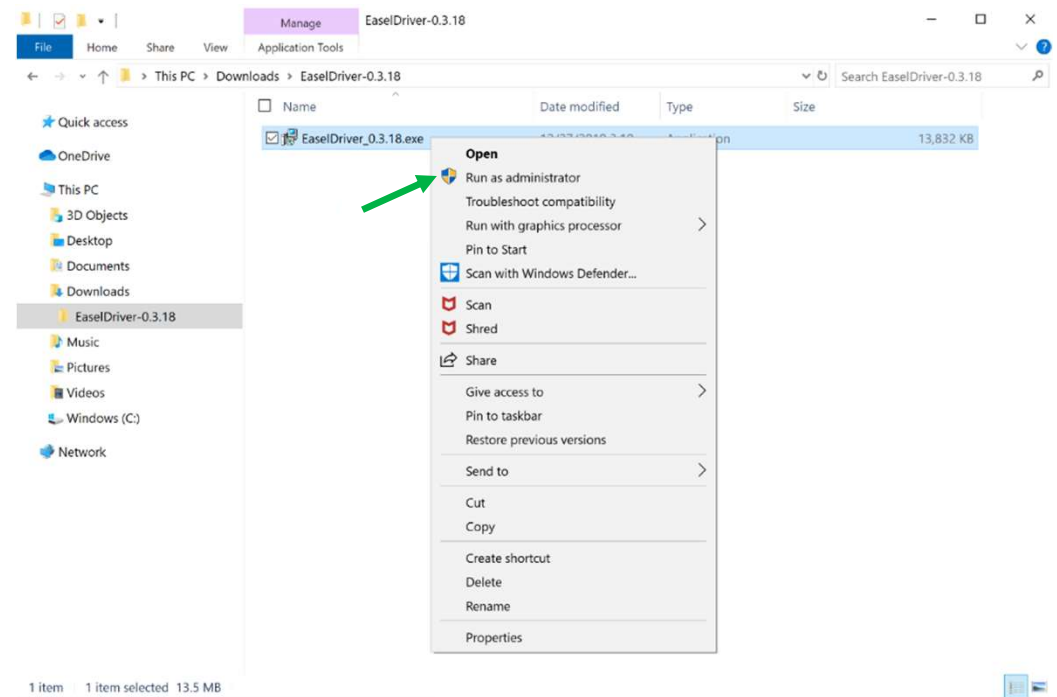 Manage
EaselDriver-0.3.18
File
Home
Share
View
Application Tools
This PC
Downloads
EaselDriver-0.3.18
Search EaselDriver-0.3.18
Name
Date modified
Type
Size
Quick access
OneDrive
This PC
3D Objects
Desktop
Documents
Downloads
EaselDriver-0.3.18
Music
Pictures
Videos
Windows (C:)
Network
EaselDriver_0.3.18.exe
13,832 KB
Open
Run as administrator
Troubleshoot compatibility
Run with graphics processor
Pin to Start
Scan with Windows Defender...
Scan
Shred
Share
Give access to
Pin to taskbar
Restore previous versions
Send to
Cut
Copy
Create shortcut
Delete
Rename
Properties
1 item
1 item selected 13.5 MB